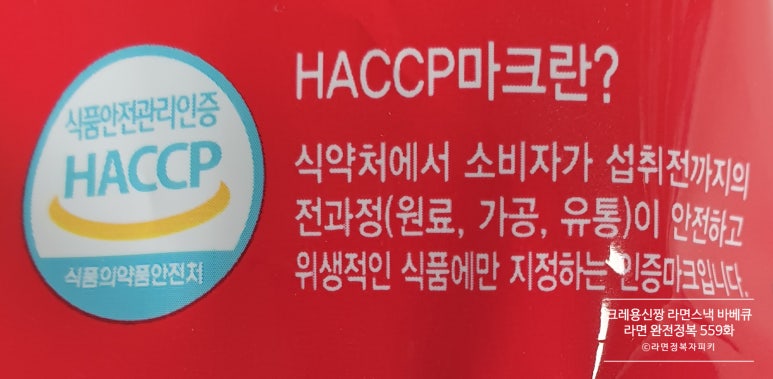 식품안전관리인증
HACCP
식품의약품안전처
HACCP마크란?
식약처에서 소비자가 섭취전까지의
전과정(원료, 가공, 유통)이 안전하고
위생적인 식품에만 지정하는 인증마크입니다.
크레용신짱 라면스낵 바베큐
라면 완전정복 559화
©라면정복자피키